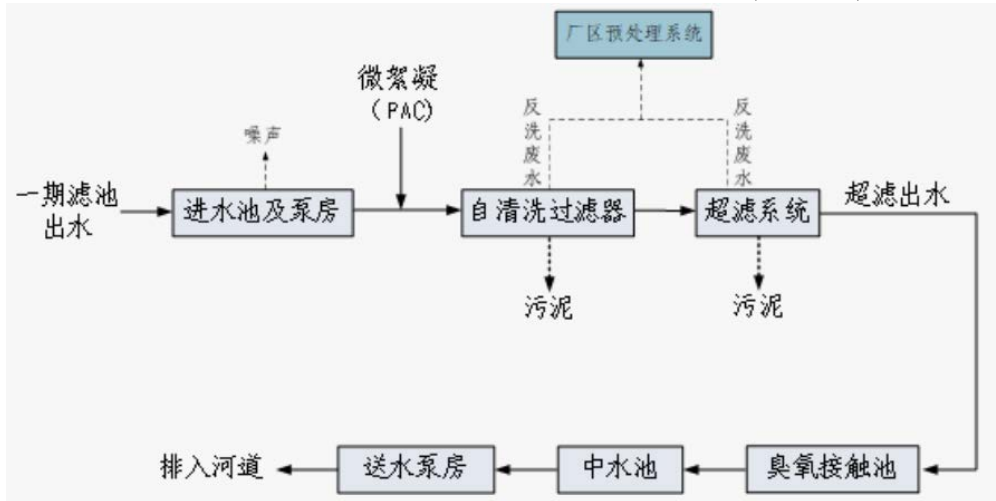 厂区预处理系统
微絮凝
（PAC）
反洗废水
反洗废水
噪声
一期滤池
出水
进水池及泵房
自清洗过滤器
超滤系统
超滤出水
污泥
污泥
排入河道
送水泵房
中水池
臭氧接触池